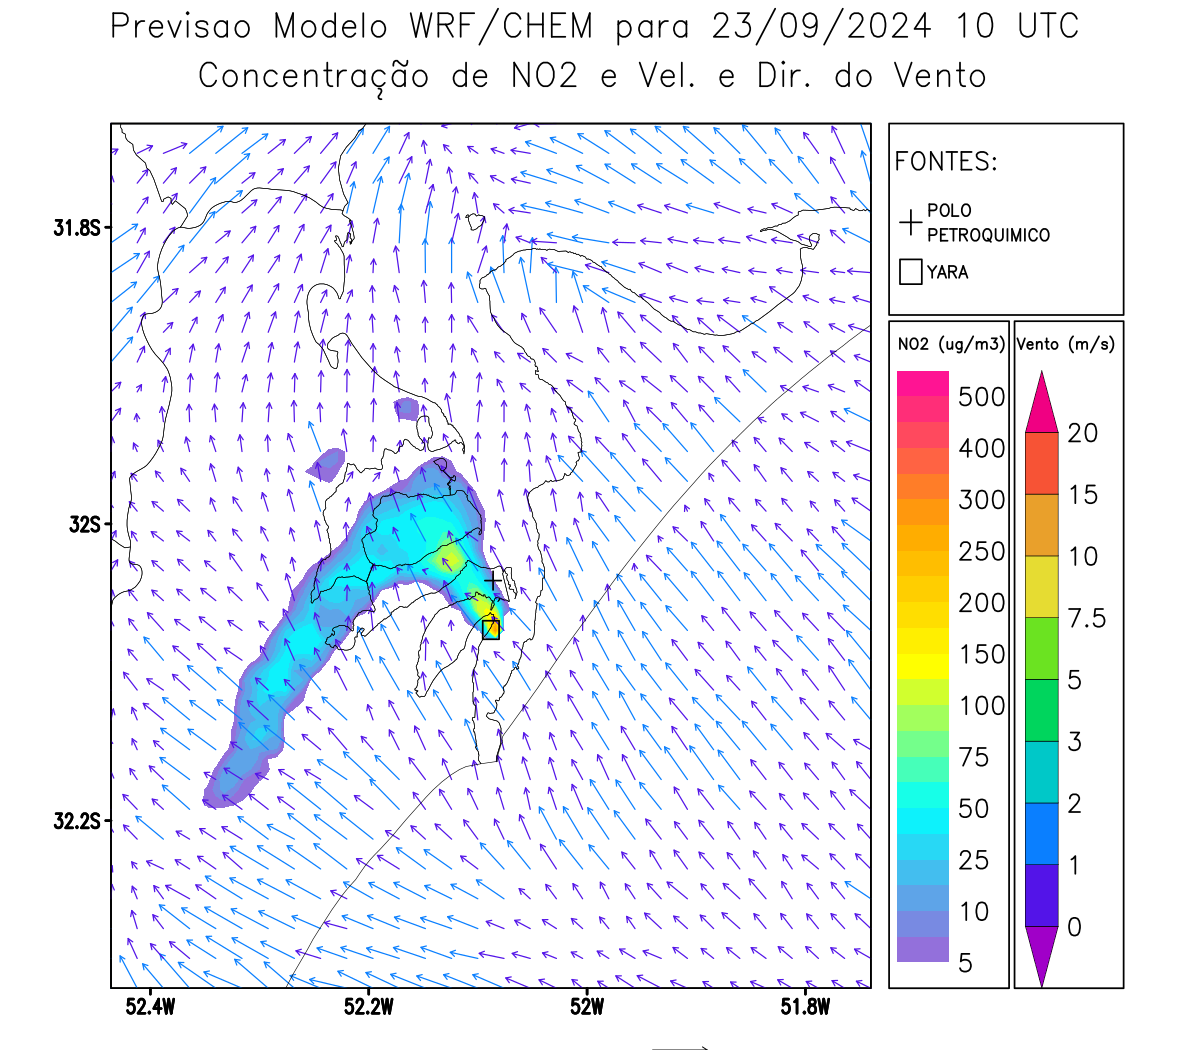 Previsao Modelo WRF/CHEM para 23/09/2024 10 UTC
Concentração de NO2 e Vel. e Dir. do Vento
FONTES:
POLO
PETROQUIMICO
YARA
NO2 (ug/m3)
500
400
300
250
200
150
100
75
50
25
10
5
Vento (m/s)
20
15
10
7.5
5
3
2
1
0
31.8S
32S
32.2S
52.4W
52.2W
52W
51.8W